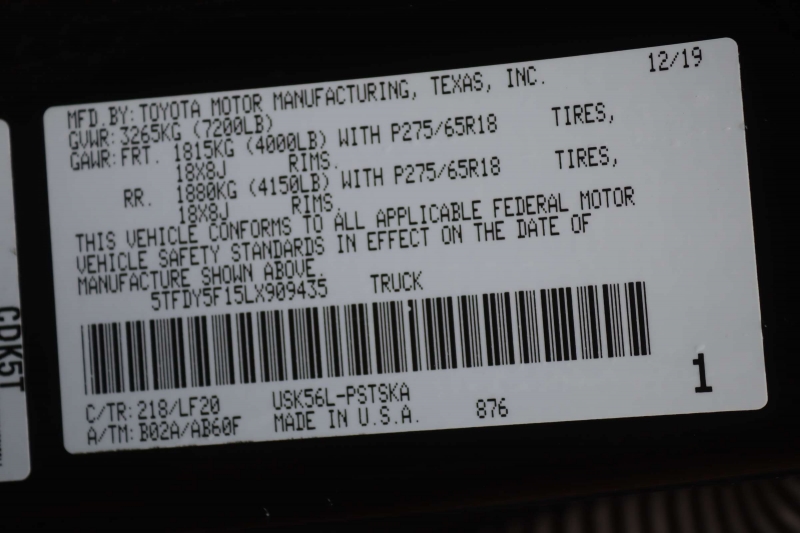 12/19
MFD.BY: TOYOTA MOTOR MANUFACTURING, TEXAS, INC.
GVWR: 3265KG (7200LB)
GAWR: FRT. 1815KG (4000LB) WITH P275/65R18 TIRES,
18X8J RIMS.
RR. 1880KG (4150LB) WITH P275/65R18 TIRES,
18X8J RIMS.
THIS VEHICLE CONFORMS TO ALL APPLICABLE FEDERAL MOTOR
VEHICLE SAFETY STANDARDS IN EFFECT ON THE DATE OF
MANUFACTURE SHOWN ABOVE.
5TFDY5F15LX909435 TRUCK
C/TR: 218/LF20 USK56L-PSTSKA
A/TM: B02A/AB60F MADE IN U.S.A. 876
1
CDK5T